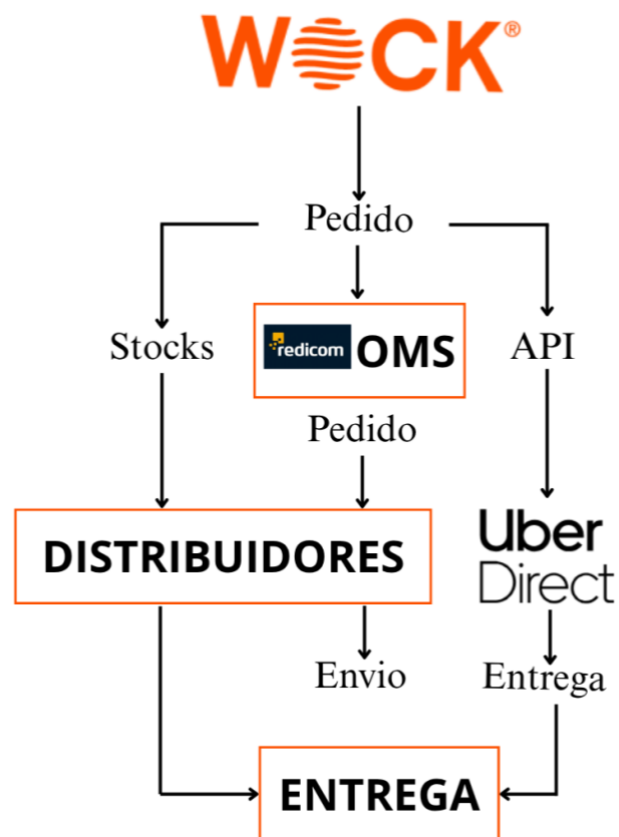 WOCK®
Pedido
Stocks
redicom OMS
API
Pedido
DISTRIBUIDORES
Uber
Direct
Envio
Entrega
ENTREGA